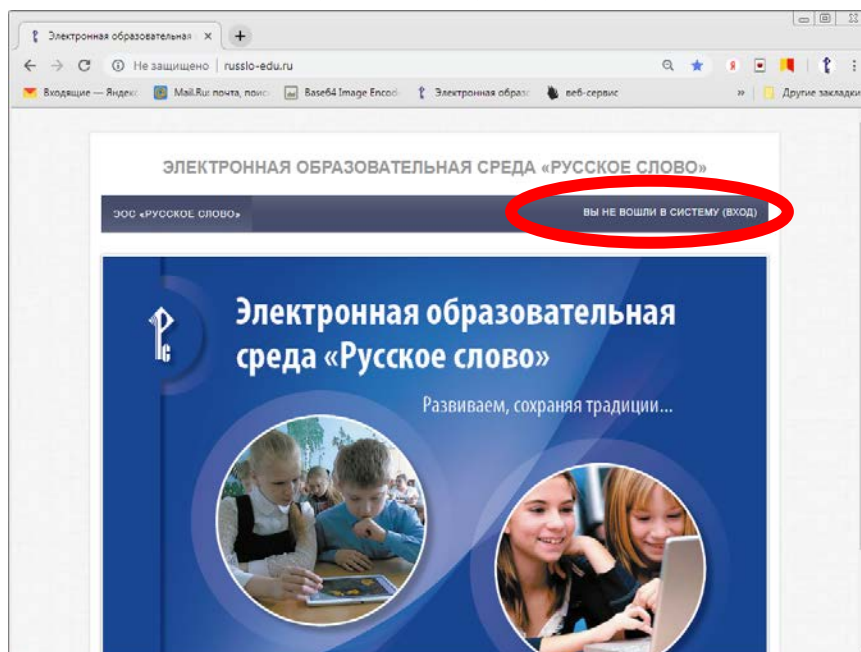 Электронная образовательная
Не защищено | russlo-edu.ru
Входящие — Яндекс Mail.Ru: почта, поис Base64 Image Encod Электронная образо веб-сервис » Другие закладки
ЭЛЕКТРОННАЯ ОБРАЗОВАТЕЛЬНАЯ СРЕДА «РУССКОЕ СЛОВО»
ЭОС «РУССКОЕ СЛОВО» ВЫ НЕ ВОШЛИ В СИСТЕМУ (ВХОД)
Электронная образовательная
среда «Русское слово»
Развиваем, сохраняя традиции...